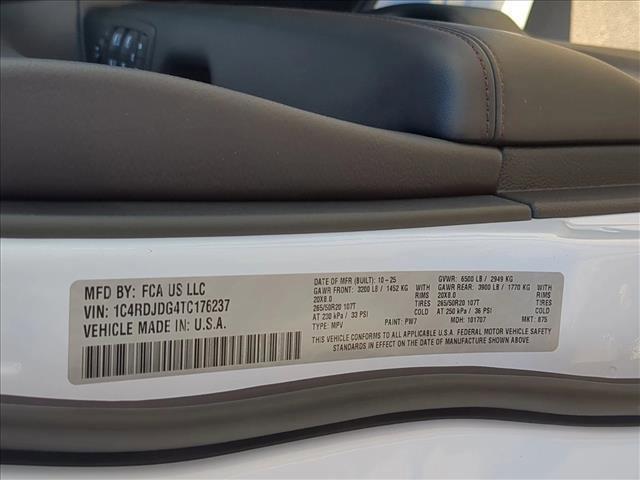 MFD BY: FCA US LLC
VIN: 1C4RDJDG4TC176237
VEHICLE MADE IN: U.S.A.
DATE OF MFR (BUILT): 10-25 GVWR: 6500 LB / 2949 KG
GAWR FRONT: 3200 LB / 1452 KG WITH GAWR REAR: 3900 LB / 1770 KG WITH
20X8.0 RIMS 20X8.0 RIMS
265/50R20 107T TIRES 265/50R20 107T TIRES
AT 230 kPa / 33 PSI COLD AT 250 kPa / 36 PSI COLD
TYPE: MPV PAINT: PW7 MDH: 101707 MKT: 875
THIS VEHICLE CONFORMS TO ALL APPLICABLE U.S.A. FEDERAL MOTOR VEHICLE SAFETY
STANDARDS IN EFFECT ON THE DATE OF MANUFACTURE SHOWN ABOVE